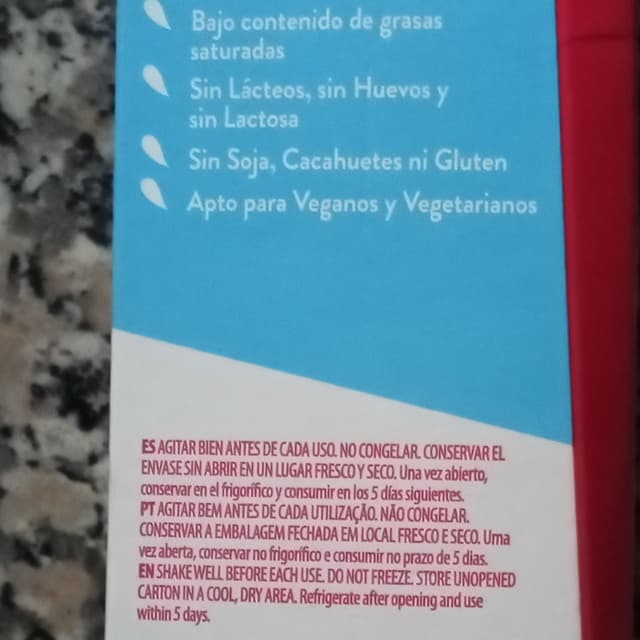 Bajo contenido de grasas
saturadas
Sin Lácteos, sin Huevos y
sin Lactosa
Sin Soja, Cacahuetes ni Gluten
Apto para Veganos y Vegetarianos
ES AGITAR BIEN ANTES DE CADA USO. NO CONGELAR. CONSERVAR EL
ENVASE SIN ABRIR EN UN LUGAR FRESCO Y SECO. Una vez abierto,
conservar en el frigorífico y consumir en los 5 días siguientes.
PT AGITAR BEM ANTES DE CADA UTILIZAÇÃO. NÃO CONGELAR.
CONSERVAR A EMBALAGEM FECHADA EM LOCAL FRESCO E SECO. Uma
vez aberta, conservar no frigorífico e consumir no prazo de 5 dias.
EN SHAKE WELL BEFORE EACH USE. DO NOT FREEZE. STORE UNOPENED
CARTON IN A COOL, DRY AREA. Refrigerate after opening and use
within 5 days.